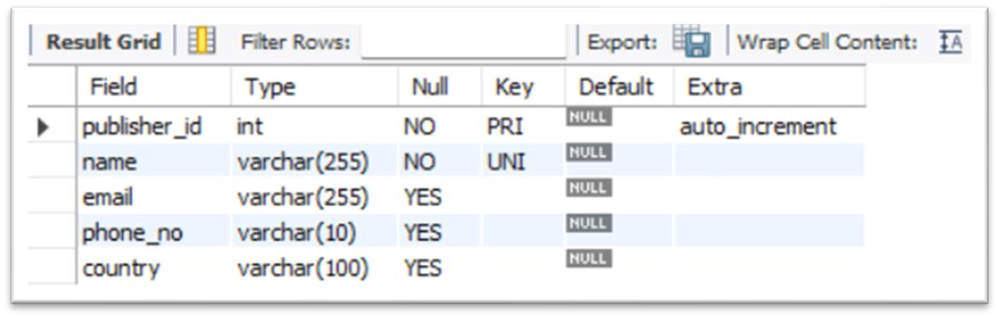 Result Grid Filter Rows: Export: Wrap Cell Content: A
Field Type Null Key Default Extra
publisher_id int NO PRI NULL auto_increment
name varchar(255) NO UNI NULL
email varchar(255) YES NULL
phone_no varchar(10) YES NULL
country varchar(100) YES NULL